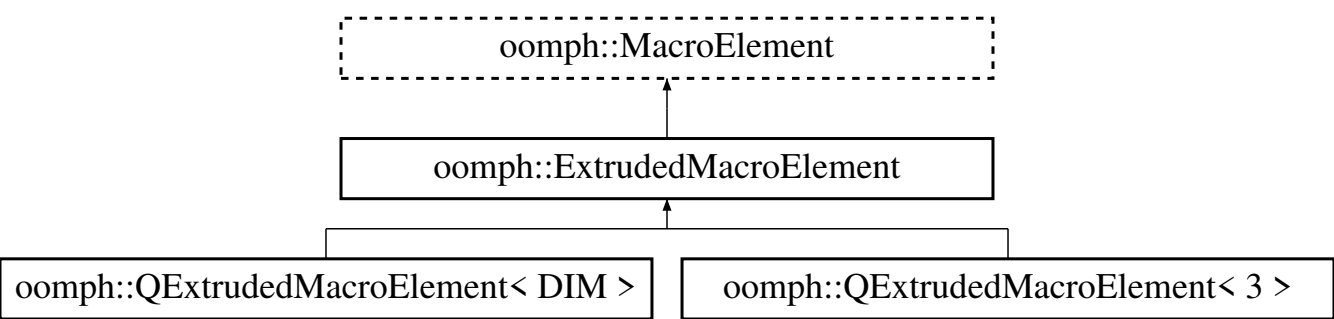 oomph::MacroElement
oomph::ExtrudedMacroElement
oomph::QExtrudedMacroElement< DIM >
oomph::QExtrudedMacroElement< 3 >